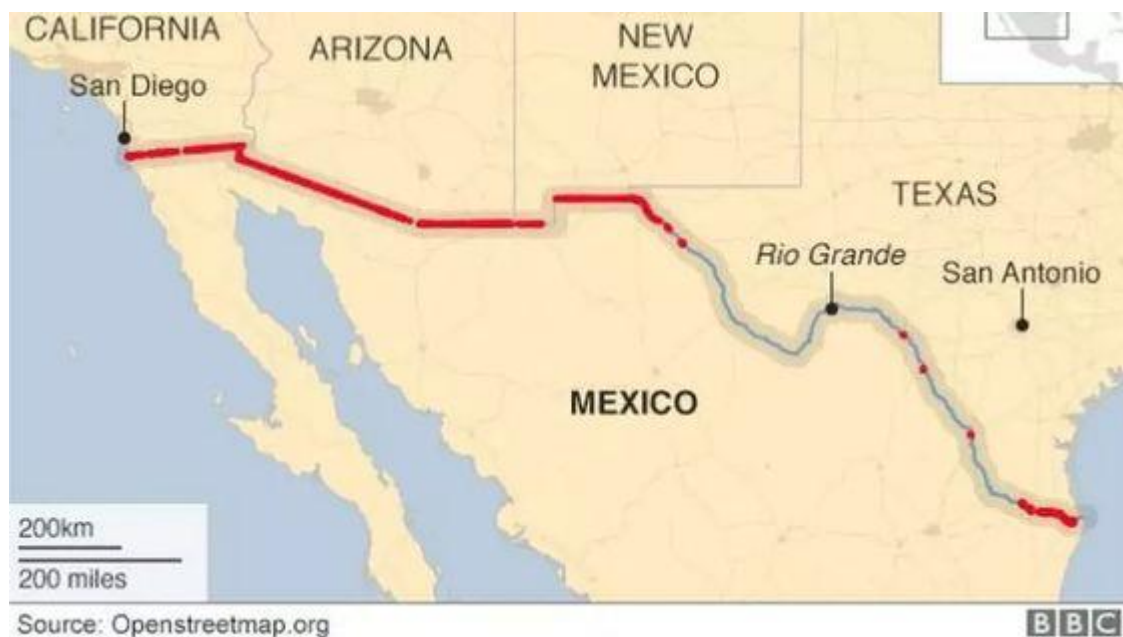 CALIFORNIA
ARIZONA
NEW
MEXICO
San Diego
TEXAS
Rio Grande
San Antonio
MEXICO
200km
200 miles
Source: Openstreetmap.org
BBC